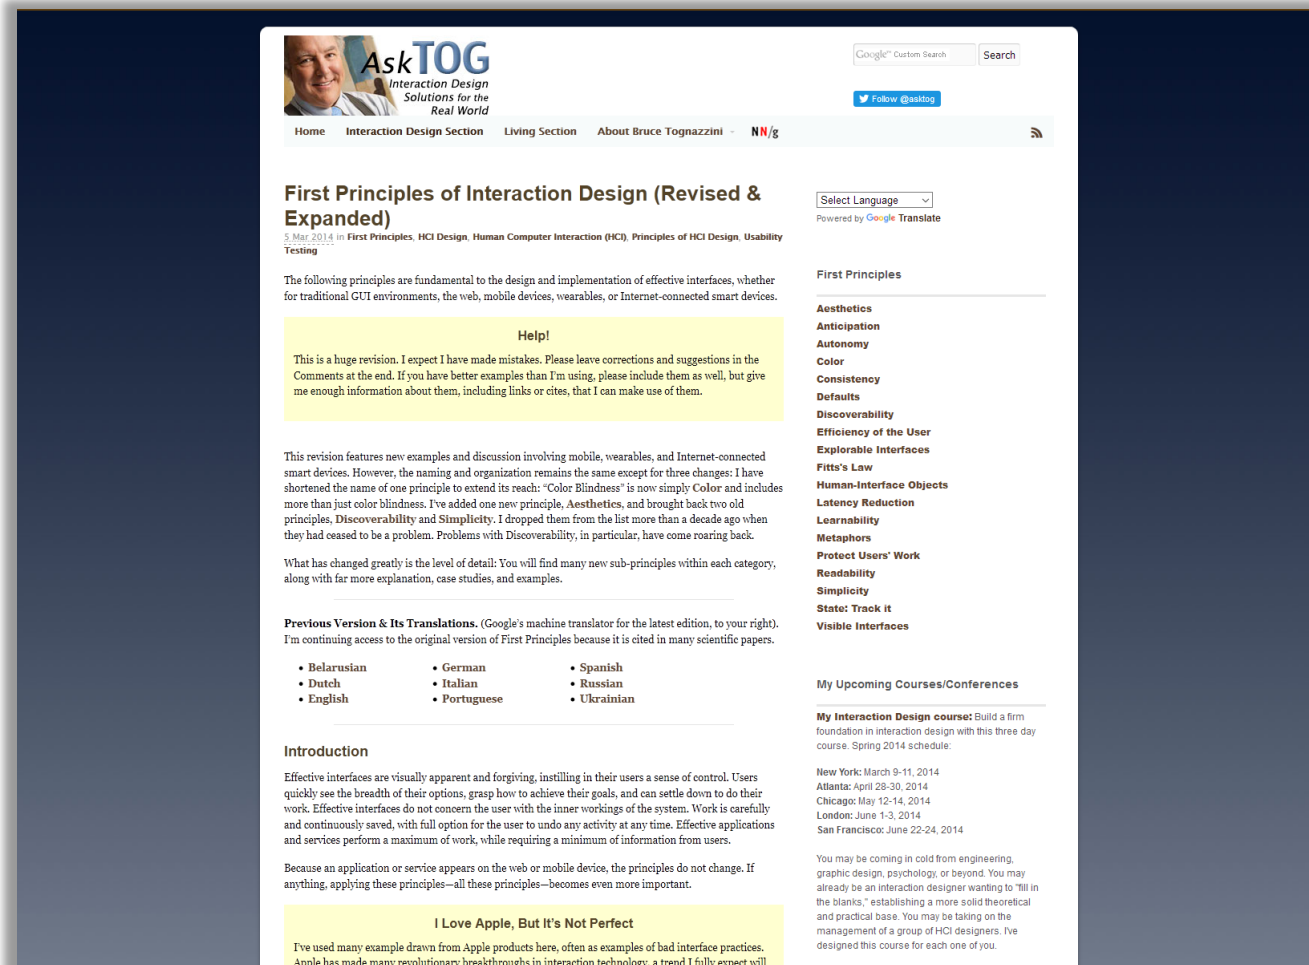 AskTOG
Interaction Design
Solutions for the
Real World
Google™ Custom Search
Search
Follow @asktog
Home
Interaction Design Section
Living Section
About Bruce Tognazzini
NN/g
First Principles of Interaction Design (Revised &
Expanded)
5 Mar 2014 in First Principles, HCI Design, Human Computer Interaction (HCI), Principles of HCI Design, Usability
Testing
The following principles are fundamental to the design and implementation of effective interfaces, whether
for traditional GUI environments, the web, mobile devices, wearables, or Internet-connected smart devices.
Help!
This is a huge revision. I expect I have made mistakes. Please leave corrections and suggestions in the
Comments at the end. If you have better examples than I'm using, please include them as well, but give
me enough information about them, including links or cites, that I can make use of them.
This revision features new examples and discussion involving mobile, wearables, and Internet-connected
smart devices. However, the naming and organization remains the same except for three changes: I have
shortened the name of one principle to extend its reach: “Color Blindness” is now simply Color and includes
more than just color blindness. I've added one new principle, Aesthetics, and brought back two old
principles, Discoverability and Simplicity. I dropped them from the list more than a decade ago when
they had ceased to be a problem. Problems with Discoverability, in particular, have come roaring back.
What has changed greatly is the level of detail: You will find many new sub-principles within each category,
along with far more explanation, case studies, and examples.
Previous Version & Its Translations. (Google's machine translator for the latest edition, to your right).
I'm continuing access to the original version of First Principles because it is cited in many scientific papers.
• Belarusian
• Dutch
• English
• German
• Italian
• Portuguese
• Spanish
• Russian
• Ukrainian
Introduction
Effective interfaces are visually apparent and forgiving, instilling in their users a sense of control. Users
quickly see the breadth of their options, grasp how to achieve their goals, and can settle down to do their
work. Effective interfaces do not concern the user with the inner workings of the system. Work is carefully
and continuously saved, with full option for the user to undo any activity at any time. Effective applications
and services perform a maximum of work, while requiring a minimum of information from users.
Because an application or service appears on the web or mobile device, the principles do not change. If
anything, applying these principles—all these principles—becomes even more important.
I Love Apple, But It's Not Perfect
I've used many example drawn from Apple products here, often as examples of bad interface practices.
Apple has made many revolutionary breakthroughs in interaction technology, a trend I fully expect will
Select Language
Powered by Google Translate
First Principles
Aesthetics
Anticipation
Autonomy
Color
Consistency
Defaults
Discoverability
Efficiency of the User
Explorable Interfaces
Fitts's Law
Human-Interface Objects
Latency Reduction
Learnability
Metaphors
Protect Users' Work
Readability
Simplicity
State: Track it
Visible Interfaces
My Upcoming Courses/Conferences
My Interaction Design course: Build a firm
foundation in interaction design with this three day
course. Spring 2014 schedule:
New York: March 9-11, 2014
Atlanta: April 28-30, 2014
Chicago: May 12-14, 2014
London: June 1-3, 2014
San Francisco: June 22-24, 2014
You may be coming in cold from engineering,
graphic design, psychology, or beyond. You may
already be an interaction designer wanting to “fill in
the blanks,” establishing a more solid theoretical
and practical base. You may be taking on the
management of a group of HCI designers. I've
designed this course for each one of you.